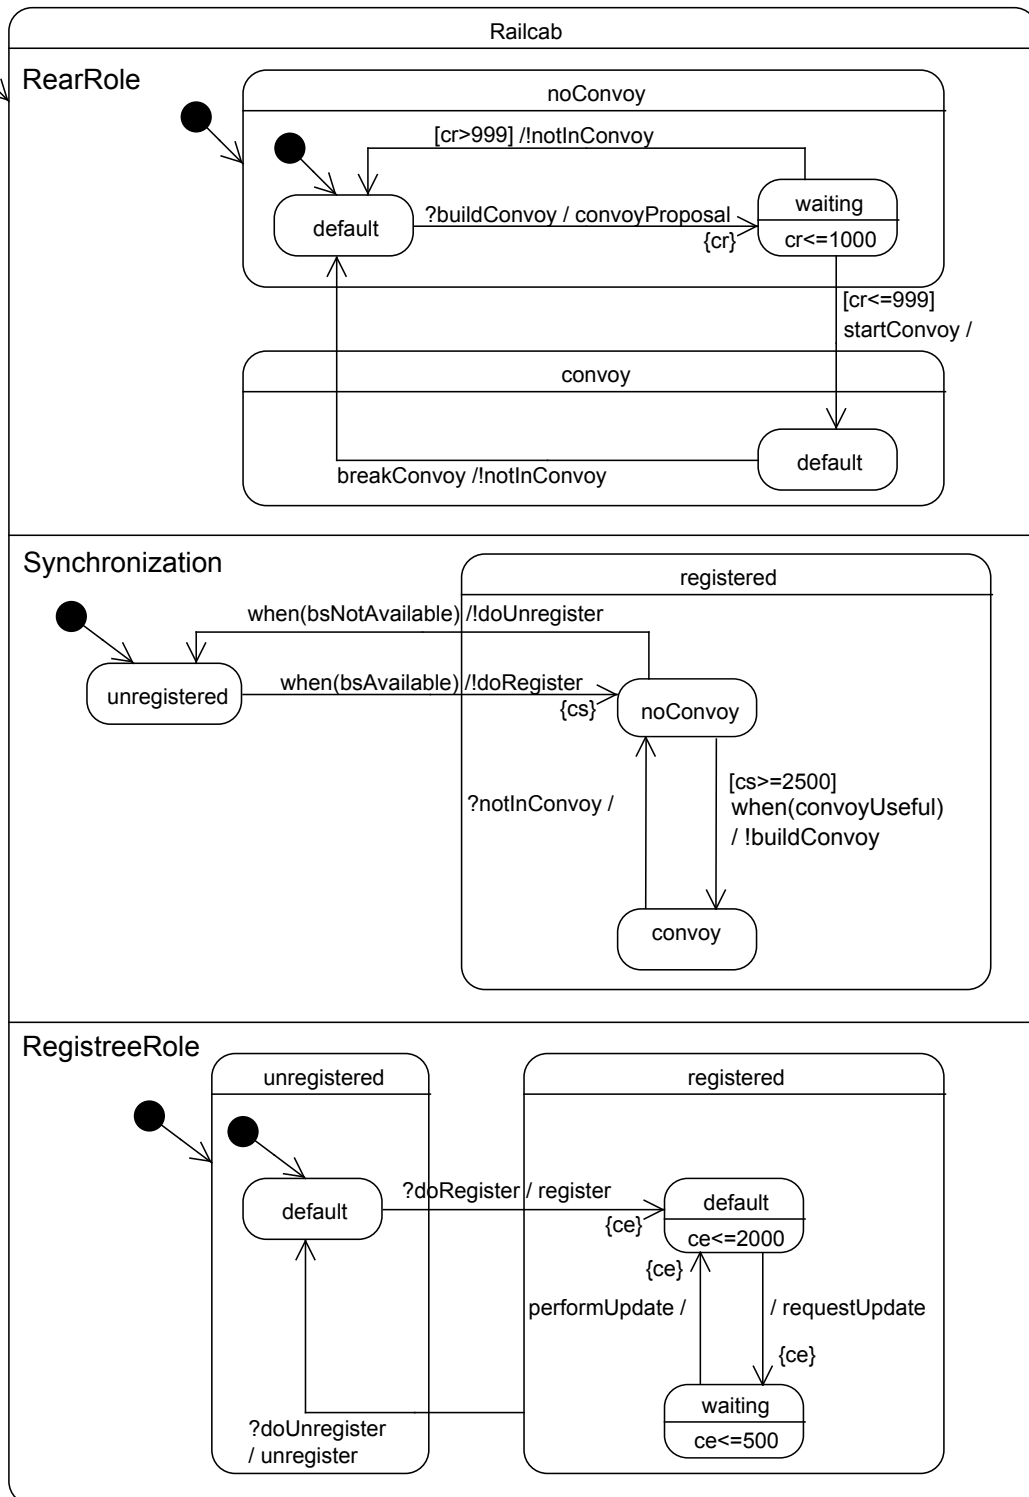 Railcab
RearRole
noConvoy
[cr>999] /!notInConvoy
default
?buildConvoy / convoyProposal
{cr}
waiting
cr<=1000
[cr<=999]
startConvoy /
convoy
default
breakConvoy /!notInConvoy
Synchronization
registered
when(bsNotAvailable) /!doUnregister
unregistered
when(bsAvailable) /!doRegister
{cs}
noConvoy
?notInConvoy /
[cs>=2500]
when(convoyUseful)
/ !buildConvoy
convoy
RegistreeRole
unregistered
registered
default
?doRegister / register
{ce}
default
ce<=2000
{ce}
performUpdate /
/ requestUpdate
{ce}
waiting
ce<=500
?doUnregister
/ unregister